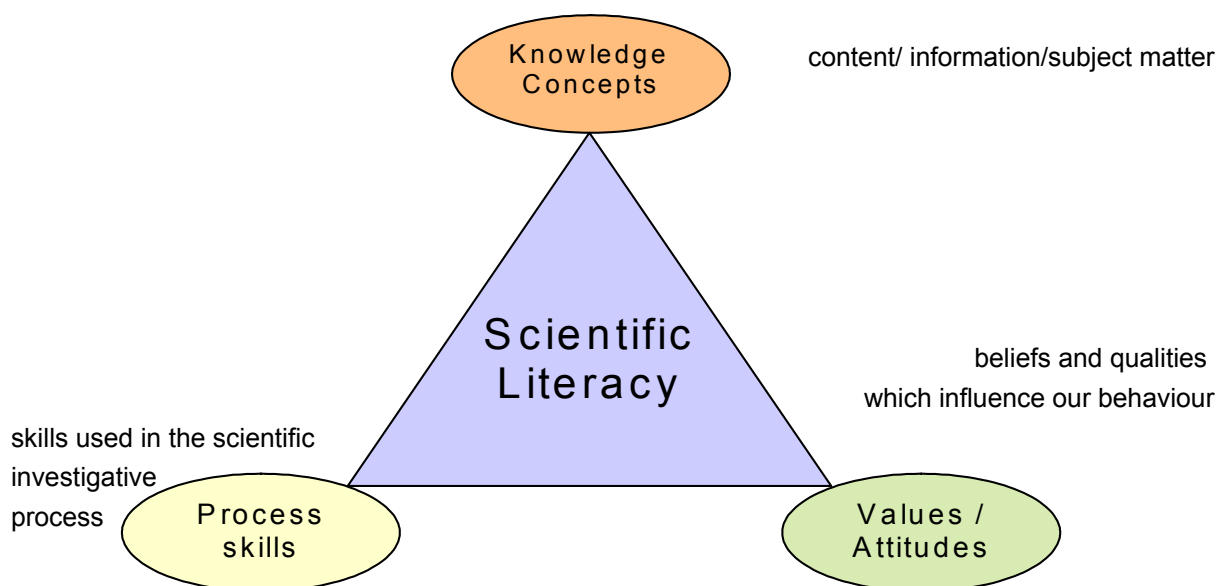 Knowledge
Concepts
content/ information/subject matter
Scientific
Literacy
beliefs and qualities
which influence our behaviour
skills used in the scientific
investigative
process
Process
skills
Values /
Attitudes